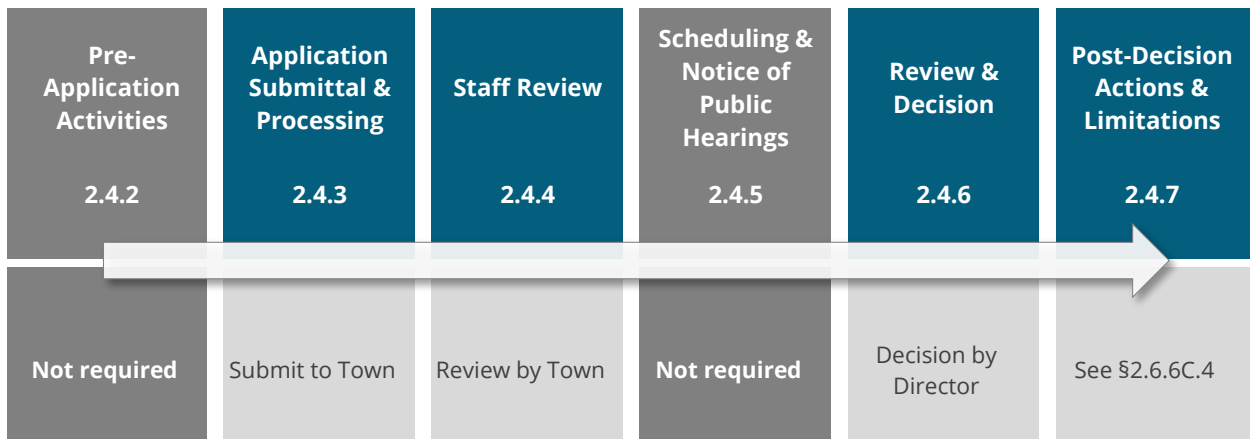 Pre-
Application
Activities
2.4.2
Application
Submittal &
Processing
2.4.3
Staff Review
2.4.4
Scheduling &
Notice of
Public
Hearings
2.4.5
Review &
Decision
2.4.6
Post-Decision
Actions &
Limitations
2.4.7
Not required
Submit to Town
Review by Town
Not required
Decision by
Director
See §2.6.6C.4